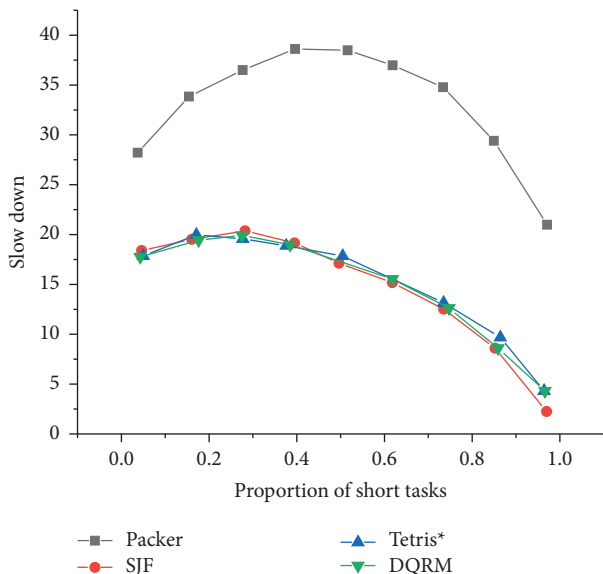 40
35
30
25
20
15
10
5
0
Slow down
0.0 0.2 0.4 0.6 0.8 1.0
Proportion of short tasks
Packer Tetris*
SJF DQRM